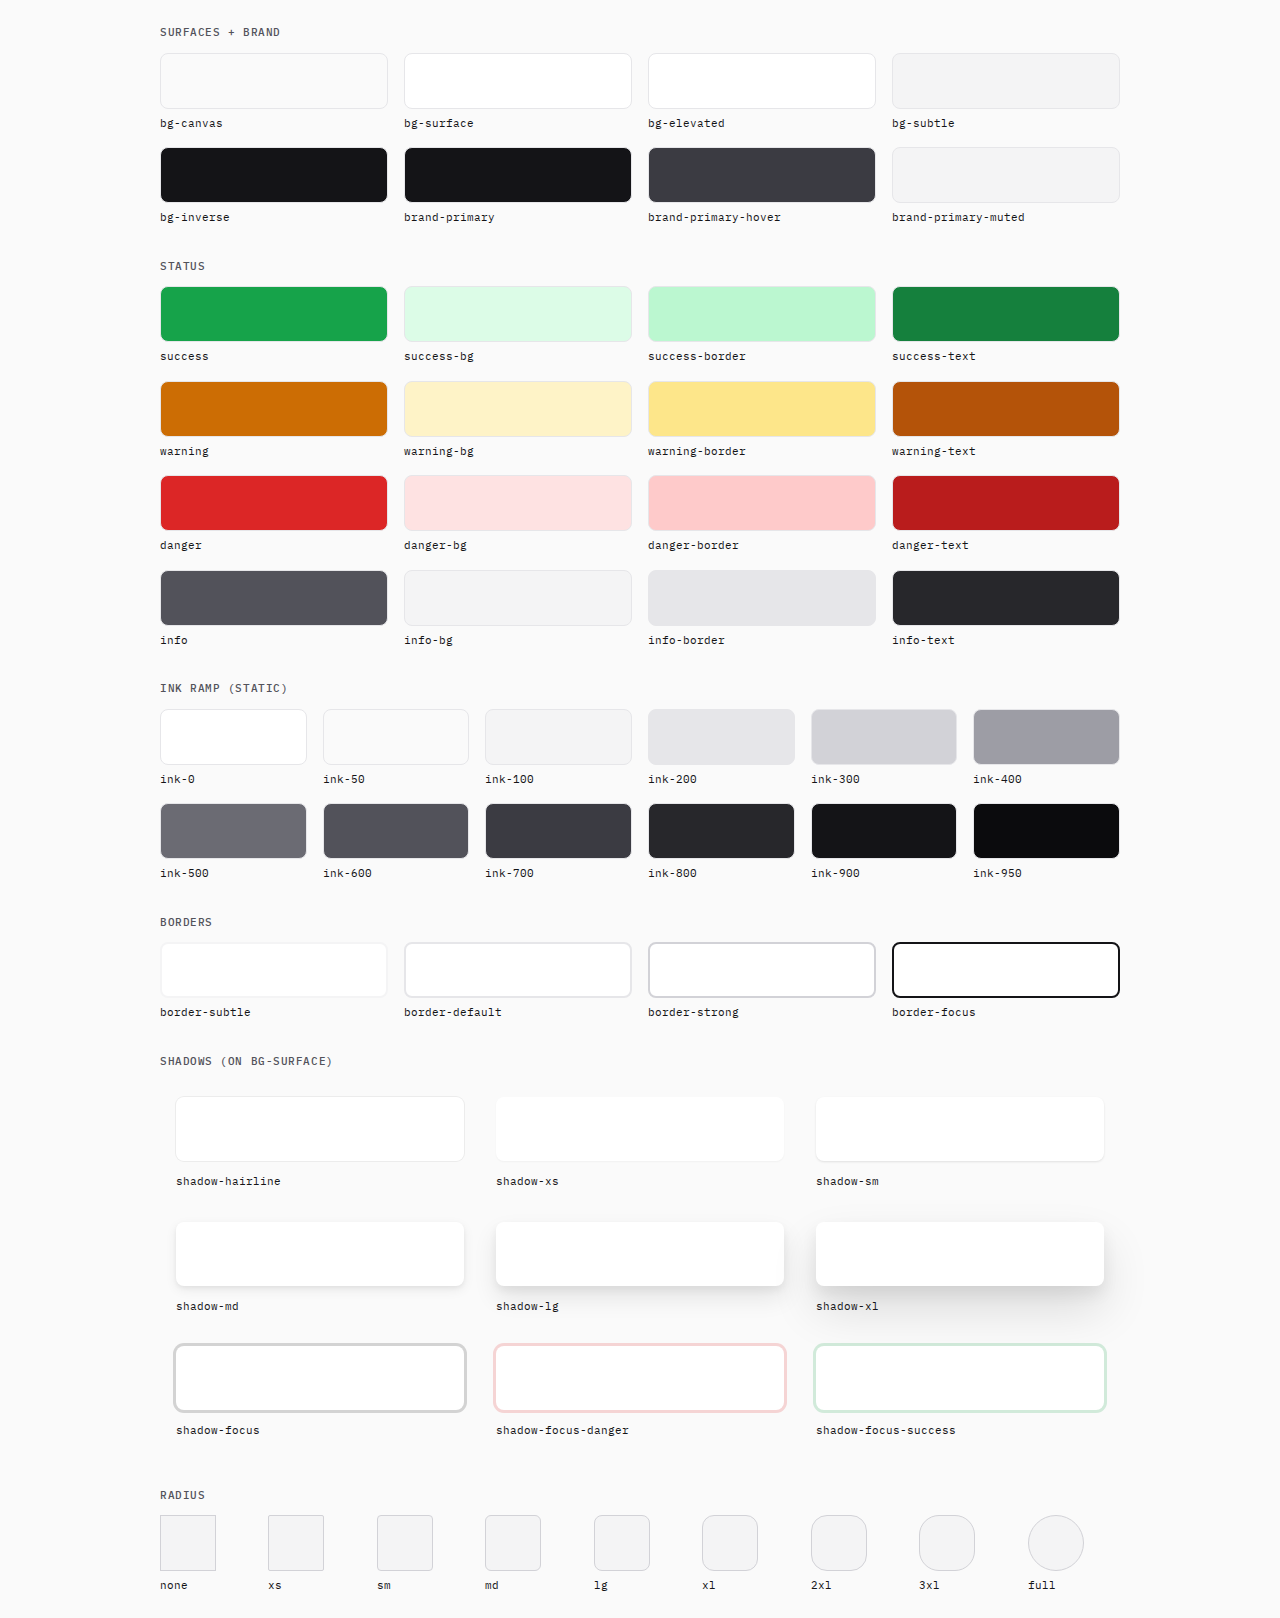 SURFACES + BRAND
bg-canvas bg-surface bg-elevated bg-subtle
bg-inverse brand-primary brand-primary-hover brand-primary-muted
STATUS
success success-bg success-border success-text
warning warning-bg warning-border warning-text
danger danger-bg danger-border danger-text
info info-bg info-border info-text
INK RAMP (STATIC)
ink-0 ink-50 ink-100 ink-200 ink-300 ink-400
ink-500 ink-600 ink-700 ink-800 ink-900 ink-950
BORDERS
border-subtle border-default border-strong border-focus
SHADOWS (ON BG-SURFACE)
shadow-hairline shadow-xs shadow-sm
shadow-md shadow-lg shadow-xl
shadow-focus shadow-focus-danger shadow-focus-success
RADIUS
none xs sm md lg xl 2xl 3xl full